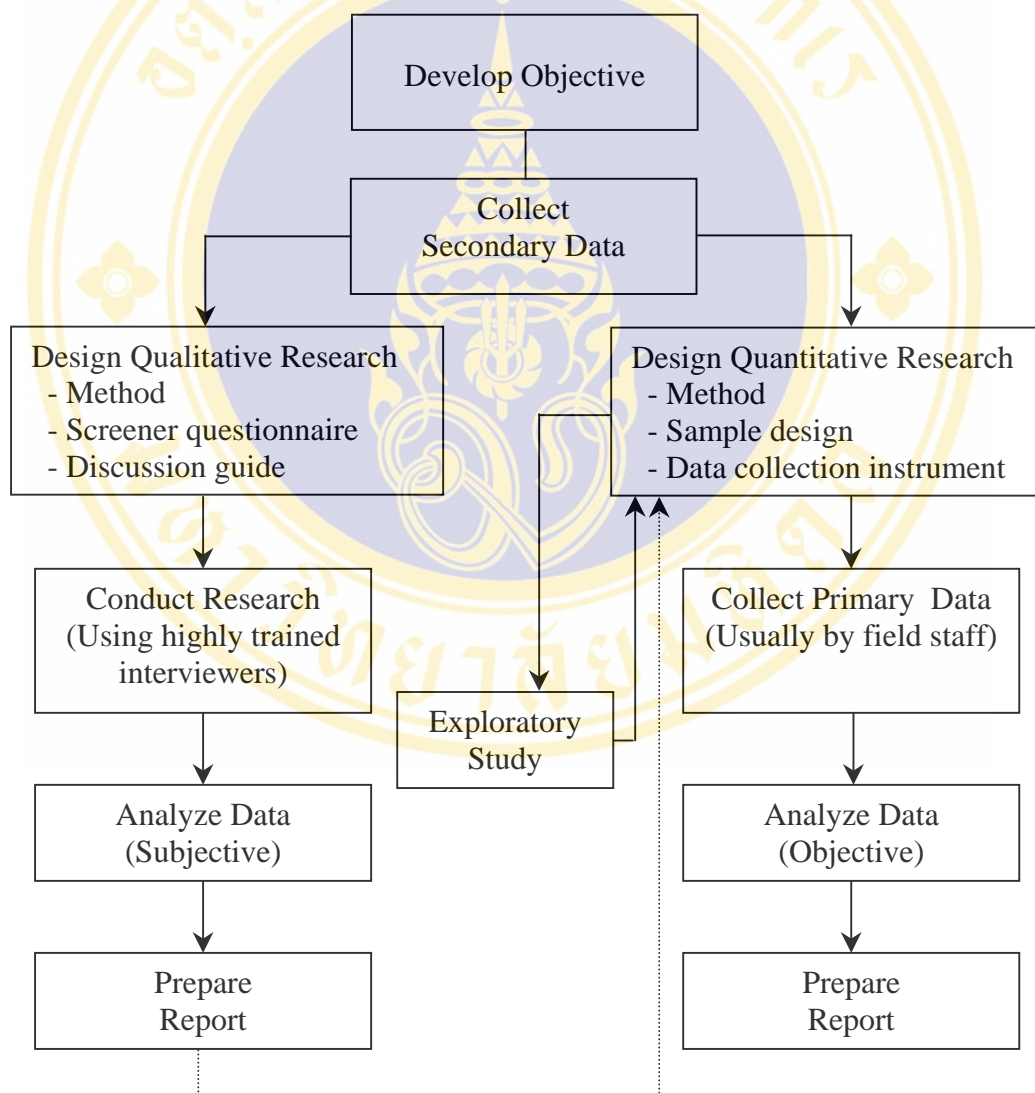 Develop Objective
Collect
Secondary Data
Design Qualitative Research
- Method
- Screener questionnaire
- Discussion guide
Design Quantitative Research
- Method
- Sample design
- Data collection instrument
Conduct Research
(Using highly trained
interviewers)
Collect Primary Data
(Usually by field staff)
Exploratory
Study
Analyze Data
(Subjective)
Analyze Data
(Objective)
Prepare
Report
Prepare
Report